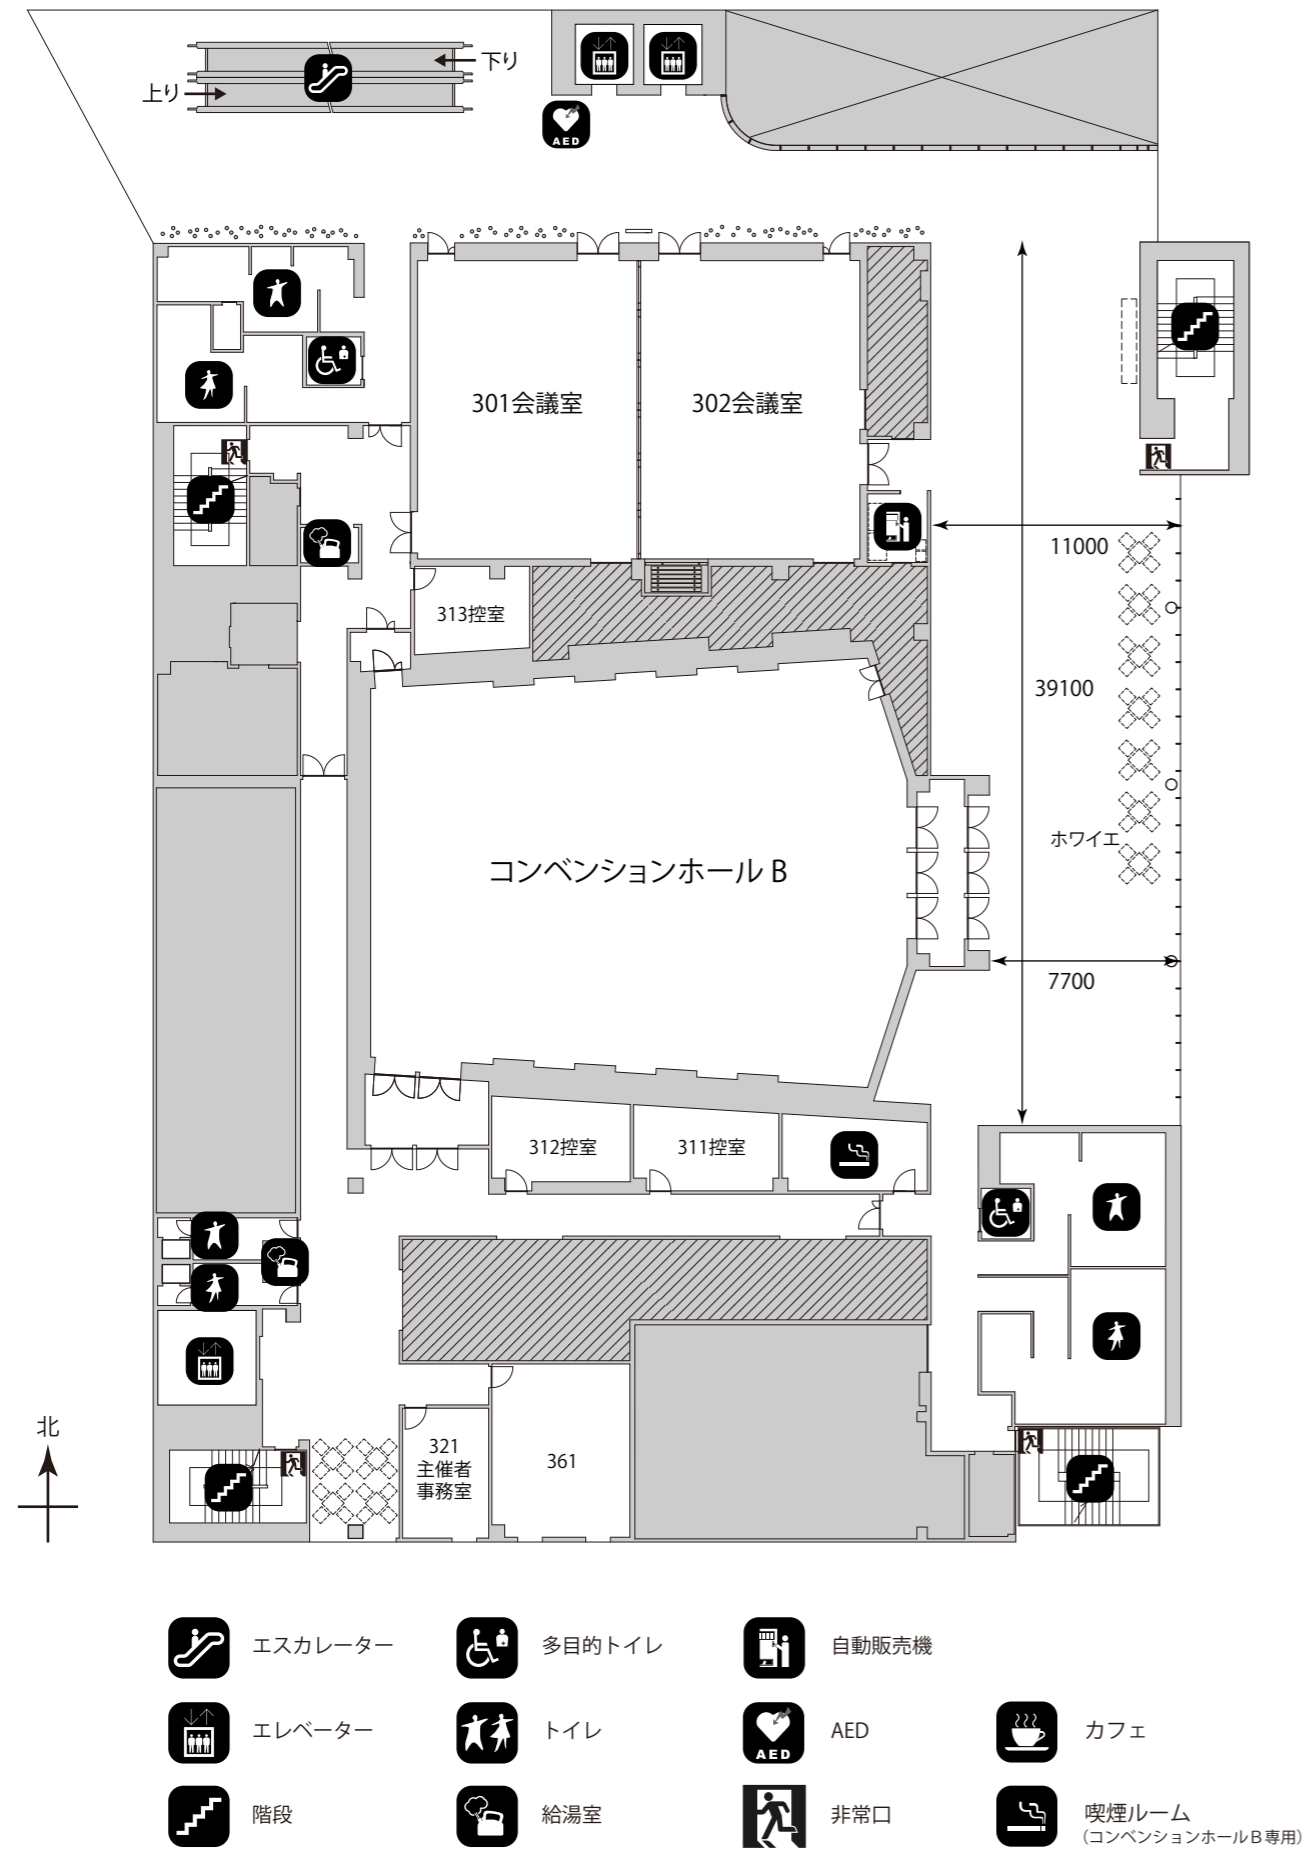 下り
上り
AED
301会議室
302会議室
11000
313控室
39100
ホワイエ
コンベンションホール B
7700
312控室
311控室
北
321
主催者
事務室
361
エスカレーター
多目的トイレ
自動販売機
エレベーター
トイレ
AED
AED
カフェ
階段
給湯室
非常口
喫煙ルーム
（コンベンションホールB専用）